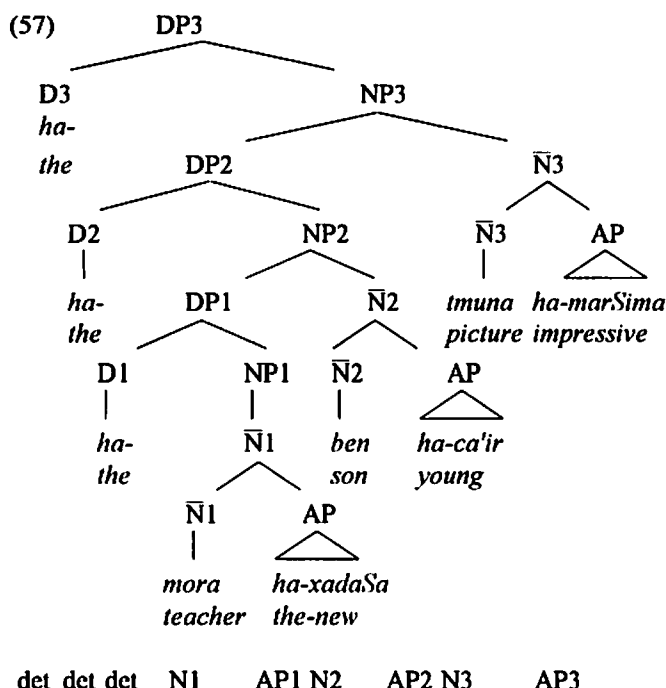 (57) DP3
D3 NP3
ha-
the DP2 N̅3
D2 NP2 N̅3 AP
ha- DP1 N̅2 tmuna ha-marSima
the picture impressive
D1 NP1 N̅2 AP
ha- N̅1 ben ha-ca'ir
the son young
N̅1 AP
mora ha-xadaSa
teacher the-new
det det det N1 AP1 N2 AP2 N3 AP3